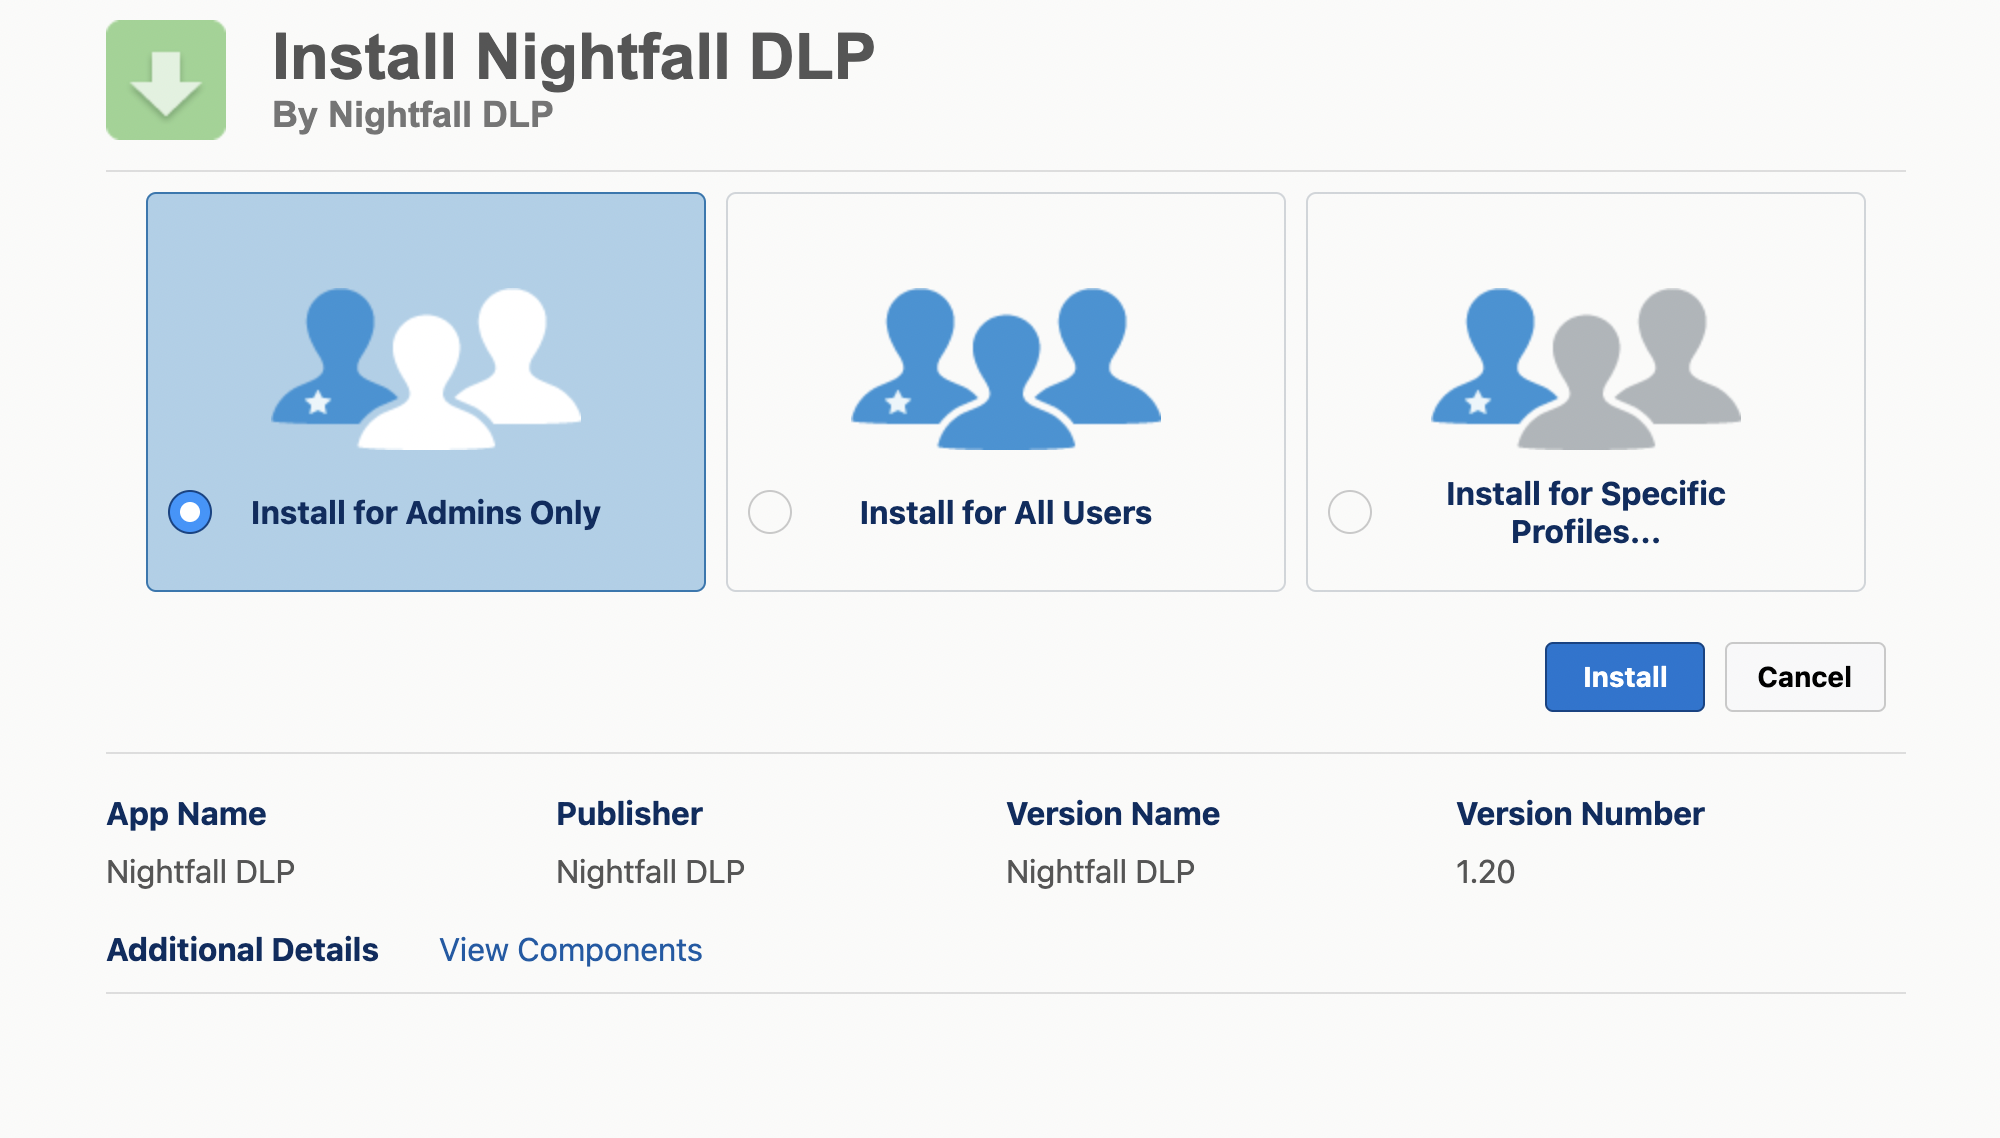 Install Nightfall DLP
By Nightfall DLP
Install for Admins Only
Install for All Users
Install for Specific
Profiles...
Install
Cancel
App Name
Publisher
Version Name
Version Number
Nightfall DLP
Nightfall DLP
Nightfall DLP
1.20
Additional Details
View Components